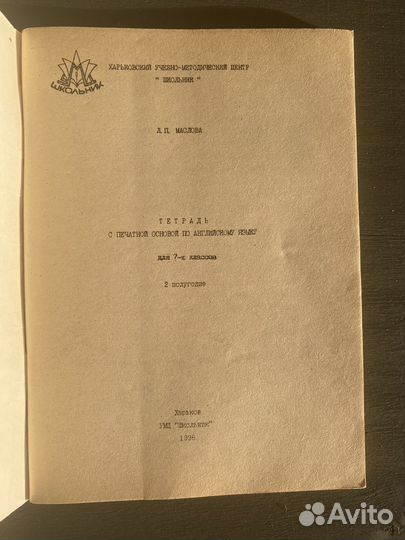 ШКОЛЬНИК
ХАРЬКОВСКИЙ УЧЕБНО-МЕТОДИЧЕСКИЙ ЦЕНТР
" ШКОЛЬНИК "
Л.П. МАСЛОВА
ТЕТРАДЬ
С ПЕЧАТНОЙ ОСНОВОЙ ПО АНГЛИЙСКОМУ ЯЗЫКУ
для 7-х классов
2 полугодие
Харьков
УМЦ "Школьник"
1996
Avito